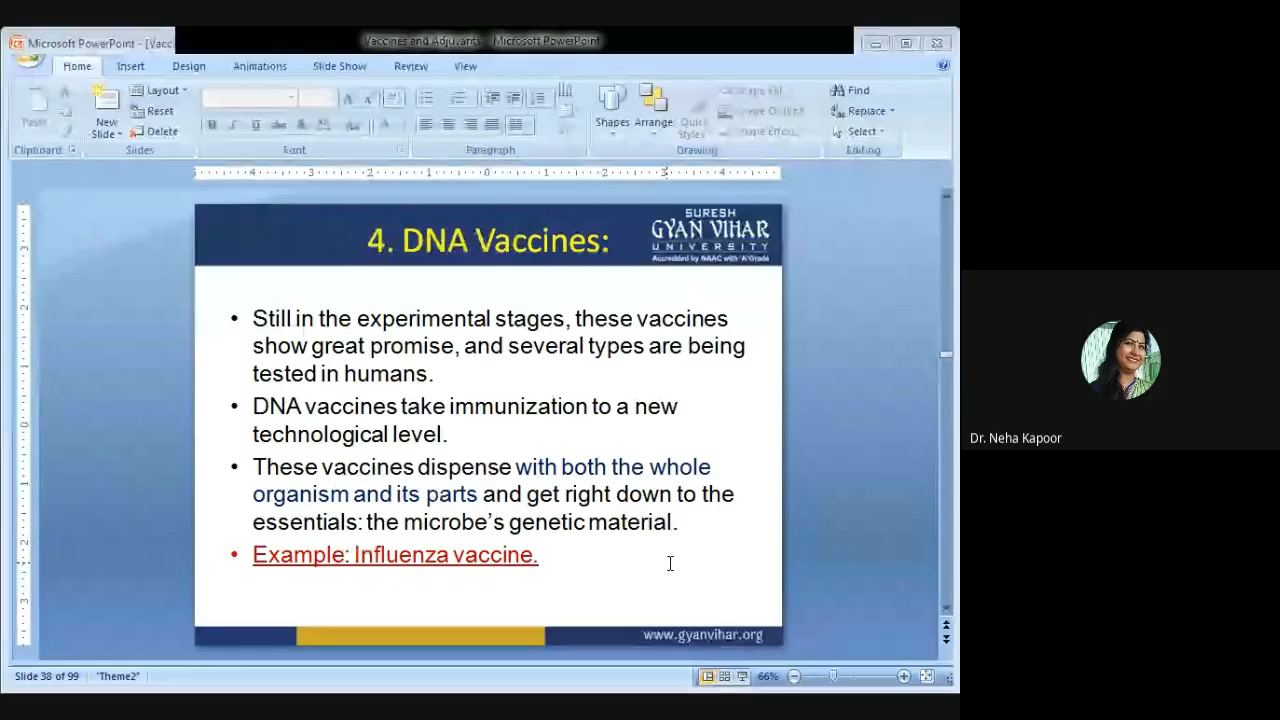 Microsoft PowerPoint - [Vacc
Vaccines and Adjuvants - Microsoft PowerPoint
Home Insert Design Animations Slide Show Review View
Paste
New
Slide
Layout
Reset
Delete
Shapes
Arrange
Quick
Styles
Find
Replace
Select
Clipboard Slides Font Paragraph Drawing Editing
4. DNA Vaccines:
SURESH
GYAN VIHAR
UNIVERSITY
Accredited by NAAC with 'A' Grade
• Still in the experimental stages, these vaccines
show great promise, and several types are being
tested in humans.
• DNA vaccines take immunization to a new
technological level.
• These vaccines dispense with both the whole
organism and its parts and get right down to the
essentials: the microbe's genetic material.
• Example: Influenza vaccine.
www.gyanvihar.org
Slide 38 of 99 "Theme2" 66%
Dr. Neha Kapoor